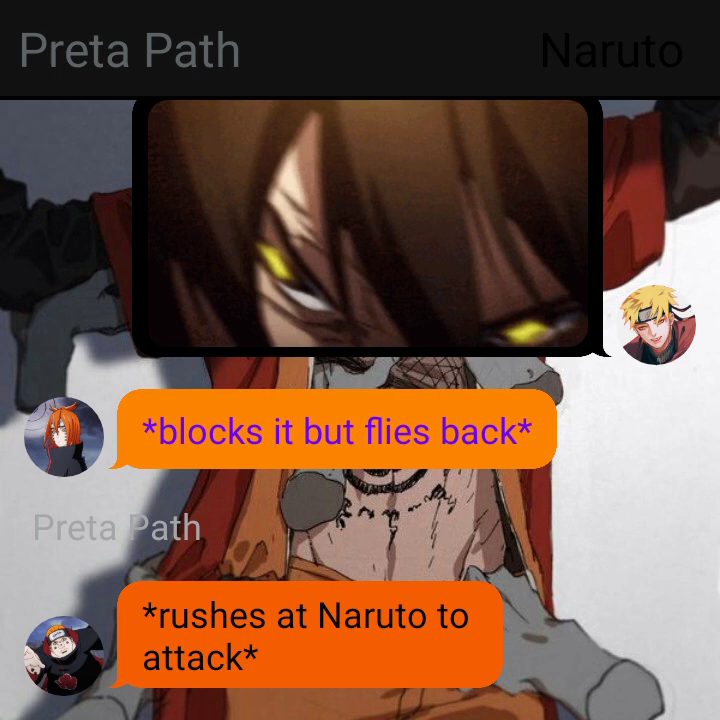 Preta Path
Naruto
*blocks it but flies back*
Preta Path
*rushes at Naruto to
attack*